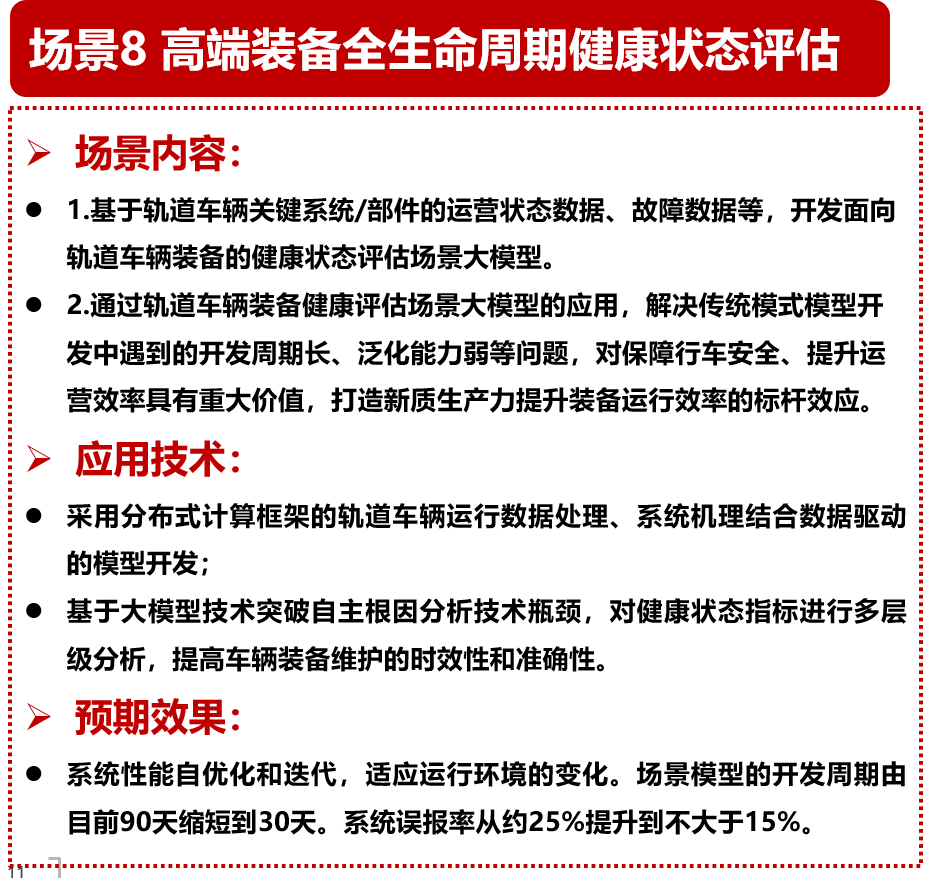 场景8 高端装备全生命周期健康状态评估
场景内容：
1.基于轨道车辆关键系统/部件的运营状态数据、故障数据等，开发面向
轨道车辆装备的健康状态评估场景大模型。
2.通过轨道车辆装备健康评估场景大模型的应用，解决传统模式模型开
发中遇到的开发周期长、泛化能力弱等问题，对保障行车安全、提升运
营效率具有重大价值，打造新质生产力提升装备运行效率的标杆效应。
应用技术：
采用分布式计算框架的轨道车辆运行数据处理、系统机理结合数据驱动
的模型开发；
基于大模型技术突破自主根因分析技术瓶颈，对健康状态指标进行多层
级分析，提高车辆装备维护的时效性和准确性。
预期效果：
系统性能自优化和迭代，适应运行环境的变化。场景模型的开发周期由
目前90天缩短到30天。系统误报率从约25%提升到不大于15%。